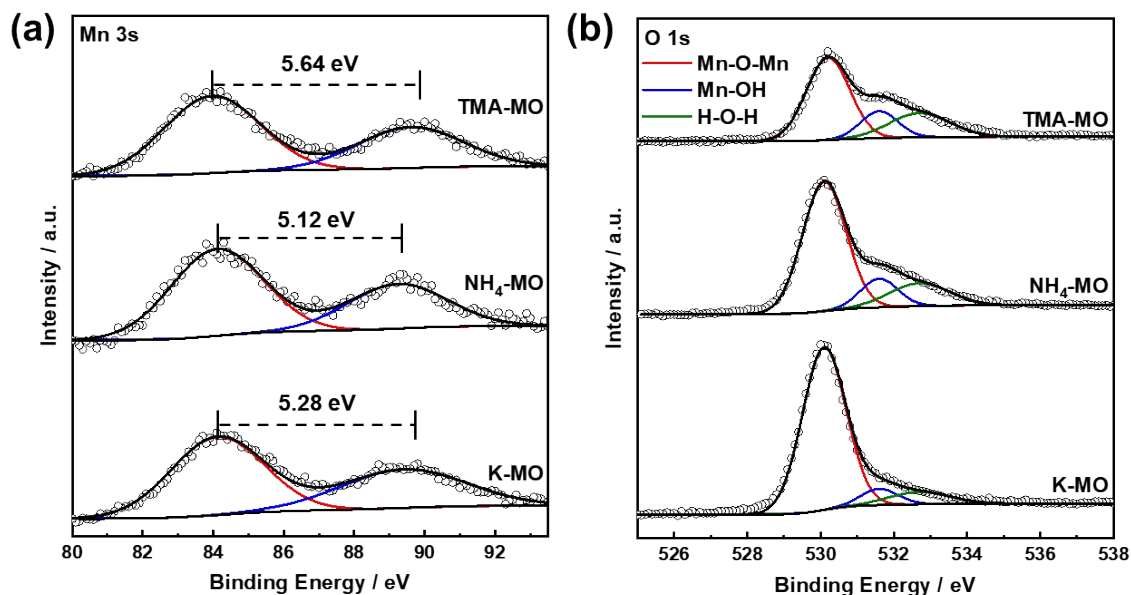 (a)
Mn 3s
5.64 eV
TMA-MO
5.12 eV
NH₄-MO
5.28 eV
K-MO
Intensity / a.u.
80 82 84 86 88 90 92
Binding Energy / eV
(b)
O 1s
Mn-O-Mn
Mn-OH
H-O-H
TMA-MO
NH₄-MO
K-MO
Intensity / a.u.
526 528 530 532 534 536 538
Binding Energy / eV